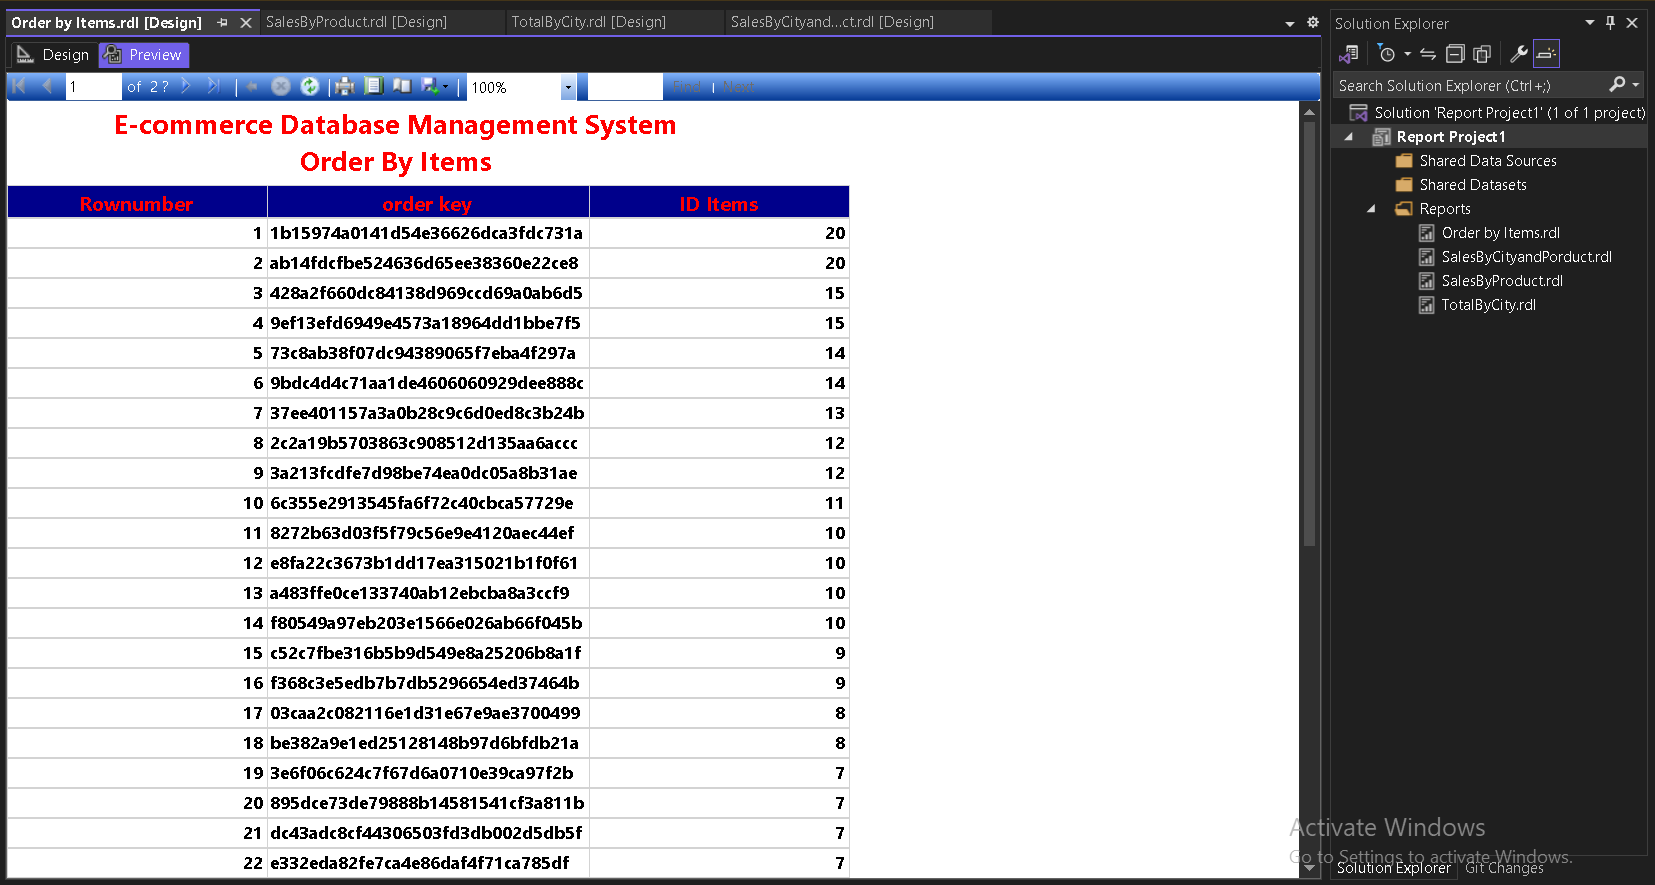 Order by Items.rdl [Design]
SalesByProduct.rdl [Design]
TotalByCity.rdl [Design]
SalesByCityand...ct.rdl [Design]
Design
Preview
1 of 2 ?
100%
Find | Next
E-commerce Database Management System
Order By Items
Rownumber order key ID Items
1 1b15974a0141d54e36626dca3fdc731a 20
2 ab14fdcfbe524636d65ee38360e22ce8 20
3 428a2f660dc84138d969ccd69a0ab6d5 15
4 9ef13efd6949e4573a18964dd1bbe7f5 15
5 73c8ab38f07dc94389065f7eba4f297a 14
6 9bdc4d4c71aa1de4606060929dee888c 14
7 37ee401157a3a0b28c9c6d0ed8c3b24b 13
8 2c2a19b5703863c908512d135aa6accc 12
9 3a213fcdfe7d98be74ea0dc05a8b31ae 12
10 6c355e2913545fa6f72c40cbca57729e 11
11 8272b63d03f5f79c56e9e4120aec44ef 10
12 e8fa22c3673b1dd17ea315021b1f0f61 10
13 a483ffe0ce133740ab12ebcba8a3ccf9 10
14 f80549a97eb203e1566e026ab66f045b 10
15 c52c7fbe316b5b9d549e8a25206b8a1f 9
16 f368c3e5edb7b7db5296654ed37464b 9
17 03caa2c082116e1d31e67e9ae3700499 8
18 be382a9e1ed25128148b97d6bfdb21a 8
19 3e6f06c624c7f67d6a0710e39ca97f2b 7
20 895dce73de79888b14581541cf3a811b 7
21 dc43adc8cf44306503fd3db002d5db5f 7
22 e332eda82fe7ca4e86daf4f71ca785df 7
Solution Explorer
Search Solution Explorer (Ctrl+;)
Solution 'Report Project1' (1 of 1 project)
Report Project1
Shared Data Sources
Shared Datasets
Reports
Order by Items.rdl
SalesByCityandPorduct.rdl
SalesByProduct.rdl
TotalByCity.rdl
Activate Windows
Go to Settings to activate Windows.
Solution Explorer
Git Changes